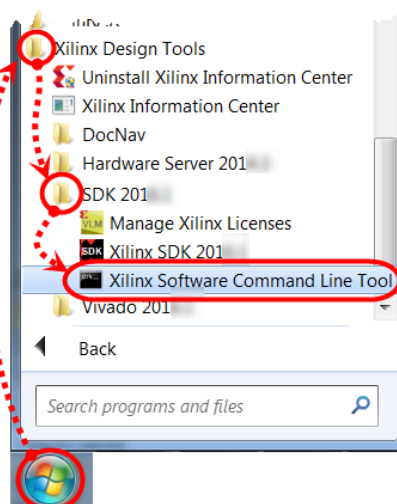 Xilinx Design Tools
Uninstall Xilinx Information Center
Xilinx Information Center
DocNav
Hardware Server 201
SDK 201
VLM Manage Xilinx Licenses
SDK Xilinx SDK 201
Xilinx Software Command Line Tool
Vivado 201
Back
Search programs and files